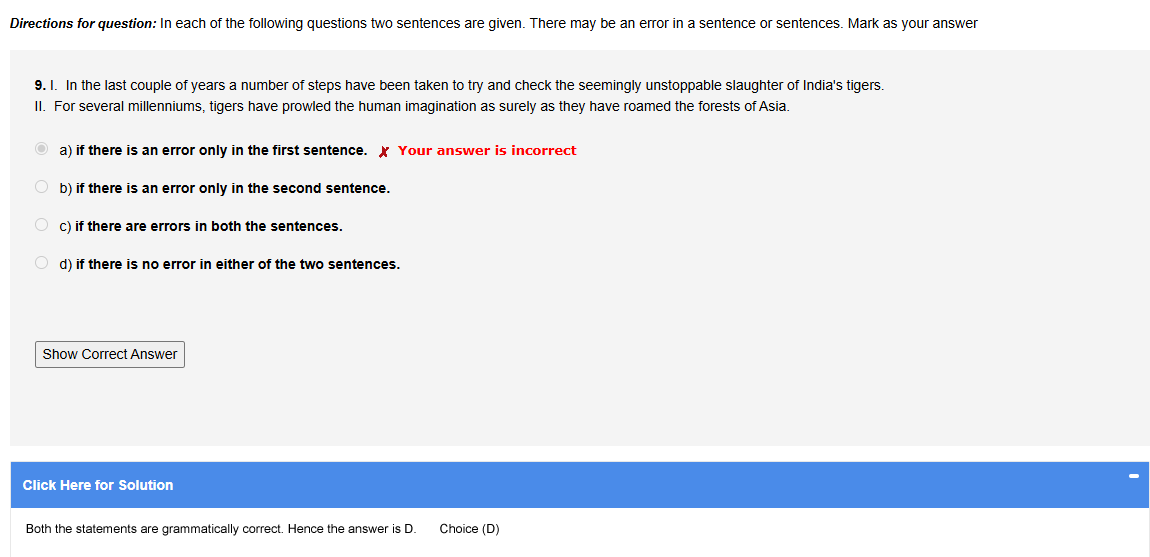 Directions for question: In each of the following questions two sentences are given. There may be an error in a sentence or sentences. Mark as your answer
9. I. In the last couple of years a number of steps have been taken to try and check the seemingly unstoppable slaughter of India's tigers.
II. For several millenniums, tigers have prowled the human imagination as surely as they have roamed the forests of Asia.
a) if there is an error only in the first sentence. ✗ Your answer is incorrect
b) if there is an error only in the second sentence.
c) if there are errors in both the sentences.
d) if there is no error in either of the two sentences.
Show Correct Answer
Click Here for Solution
Both the statements are grammatically correct. Hence the answer is D. Choice (D)